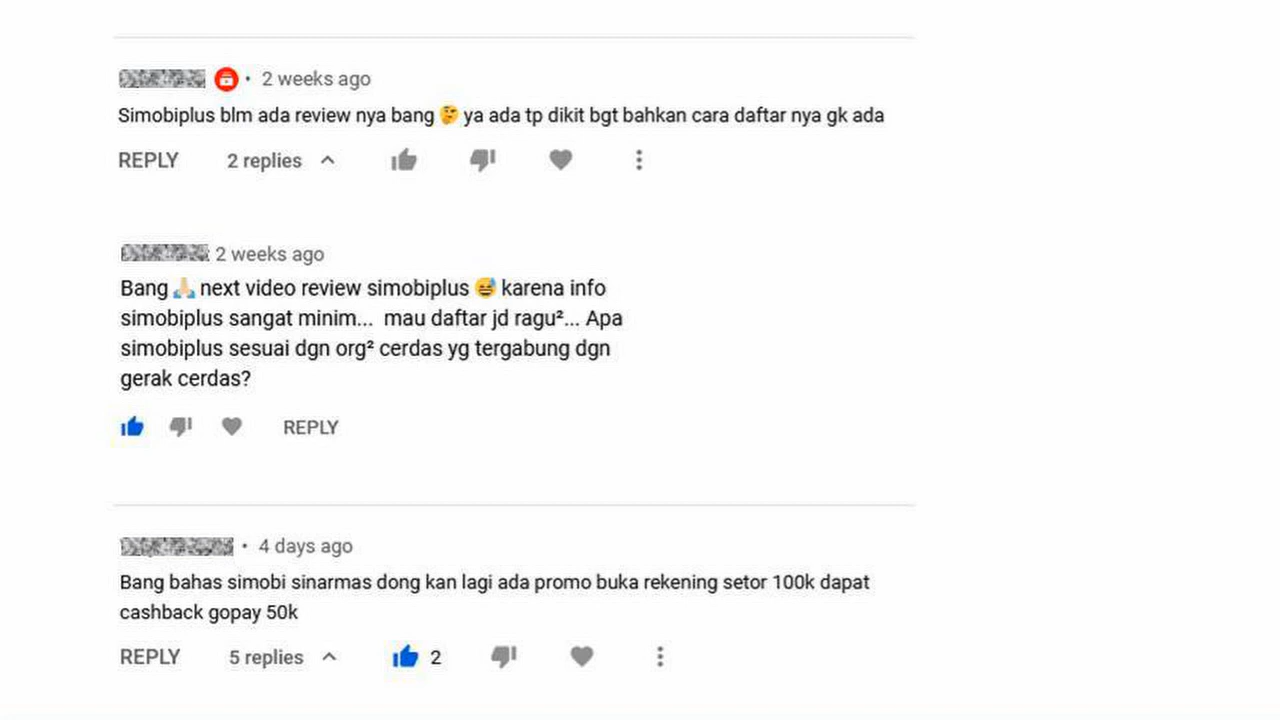 2 weeks ago
Simobiplus blm ada review nya bang 🤔 ya ada tp dikit bgt bahkan cara daftar nya gk ada
REPLY 2 replies
2 weeks ago
Bang 🙏🏻 next video review simobiplus 😅 karena info
simobiplus sangat minim... mau daftar jd ragu²... Apa
simobiplus sesuai dgn org² cerdas yg tergabung dgn
gerak cerdas?
REPLY
• 4 days ago
Bang bahas simobi sinarmas dong kan lagi ada promo buka rekening setor 100k dapat
cashback gopay 50k
REPLY 5 replies 2